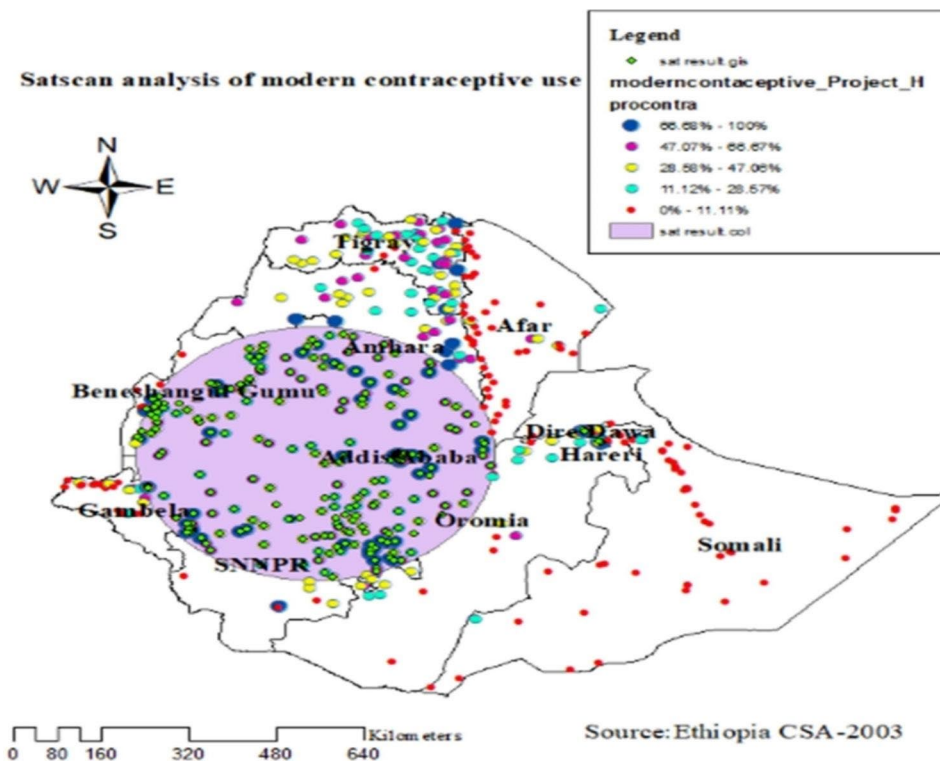 Legend
sat result.gis
Satscan analysis of modern contraceptive use
moderncontaceptive_Project_H
procontra
66.68% - 100%
47.07% - 66.67%
28.58% - 47.06%
11.12% - 28.57%
0% - 11.11%
sat result.col
N
W
E
S
Tigray
Afar
Amhara
Beneshangul Gumu
Dire Dawa
Addis Ababa
Hareri
Gambela
Oromia
SNNPR
Somali
Kilometers
0 80 160 320 480 640
Source:Ethiopia CSA-2003